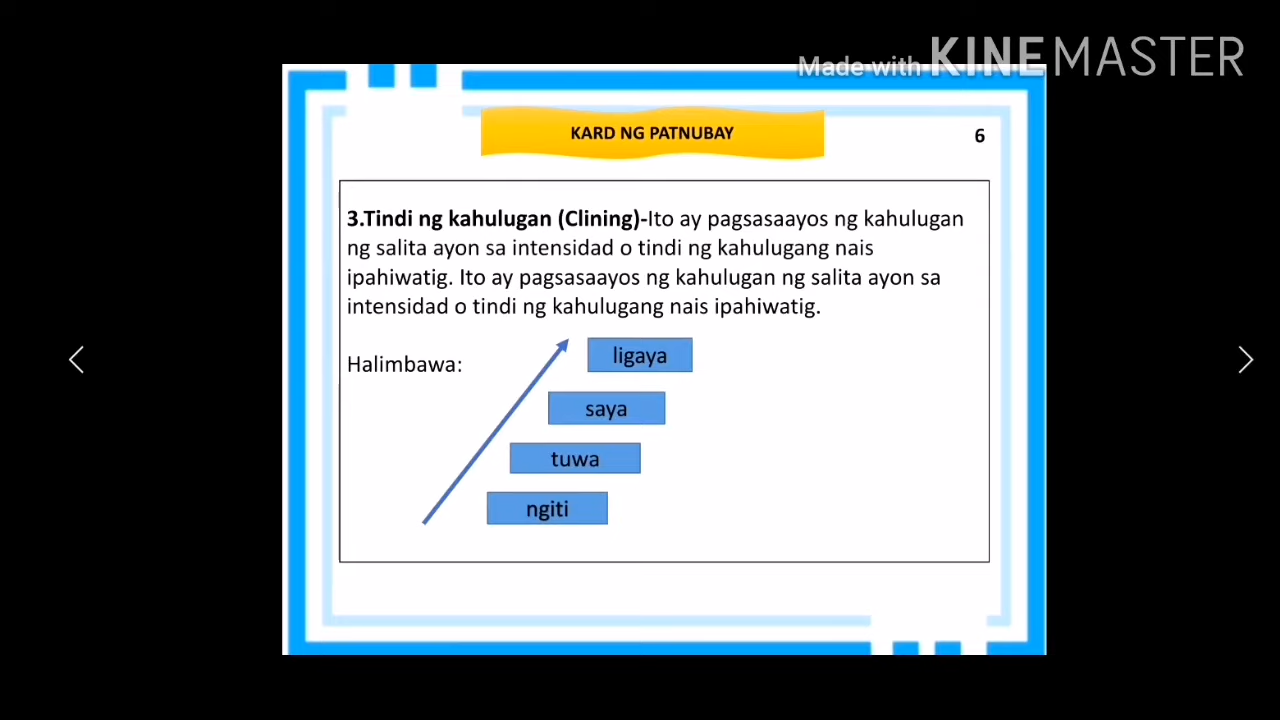 Made with KINEMASTER
KARD NG PATNUBAY
6
3.Tindi ng kahulugan (Clining)-Ito ay pagsasaayos ng kahulugan
ng salita ayon sa intensidad o tindi ng kahulugang nais
ipahiwatig. Ito ay pagsasaayos ng kahulugan ng salita ayon sa
intensidad o tindi ng kahulugang nais ipahiwatig.
Halimbawa:
ligaya
saya
tuwa
ngiti